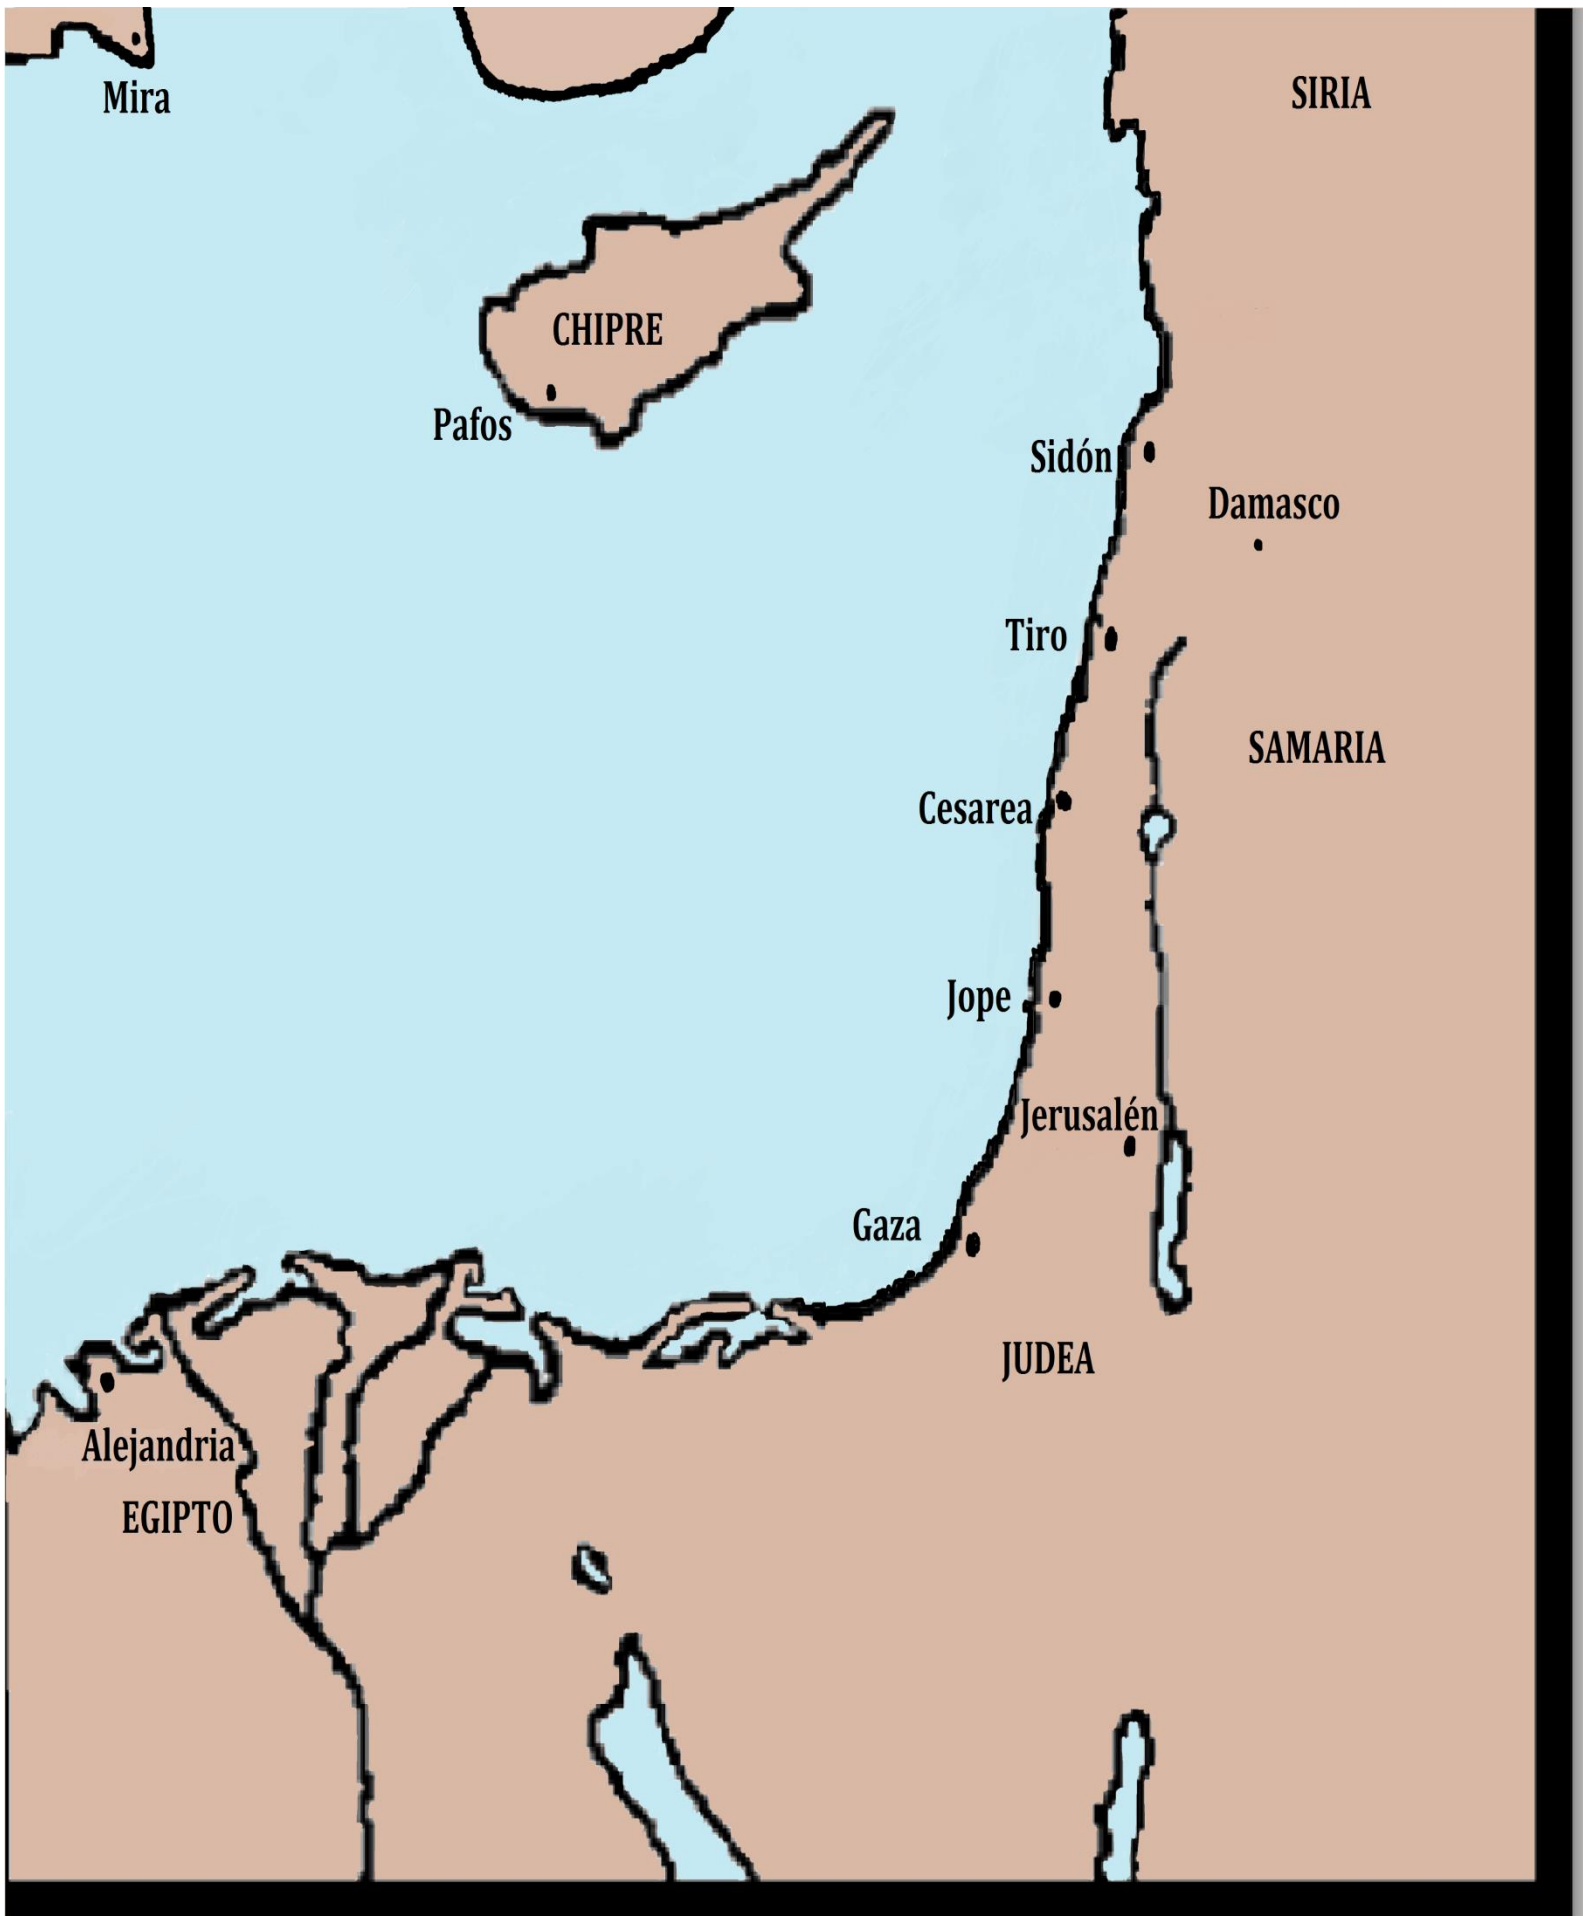 SIRIA
Mira
CHIPRE
Pafos
Sidón
Damasco
Tiro
SAMARIA
Cesarea
Jope
Jerusalén
Gaza
JUDEA
Alejandria
EGIPTO